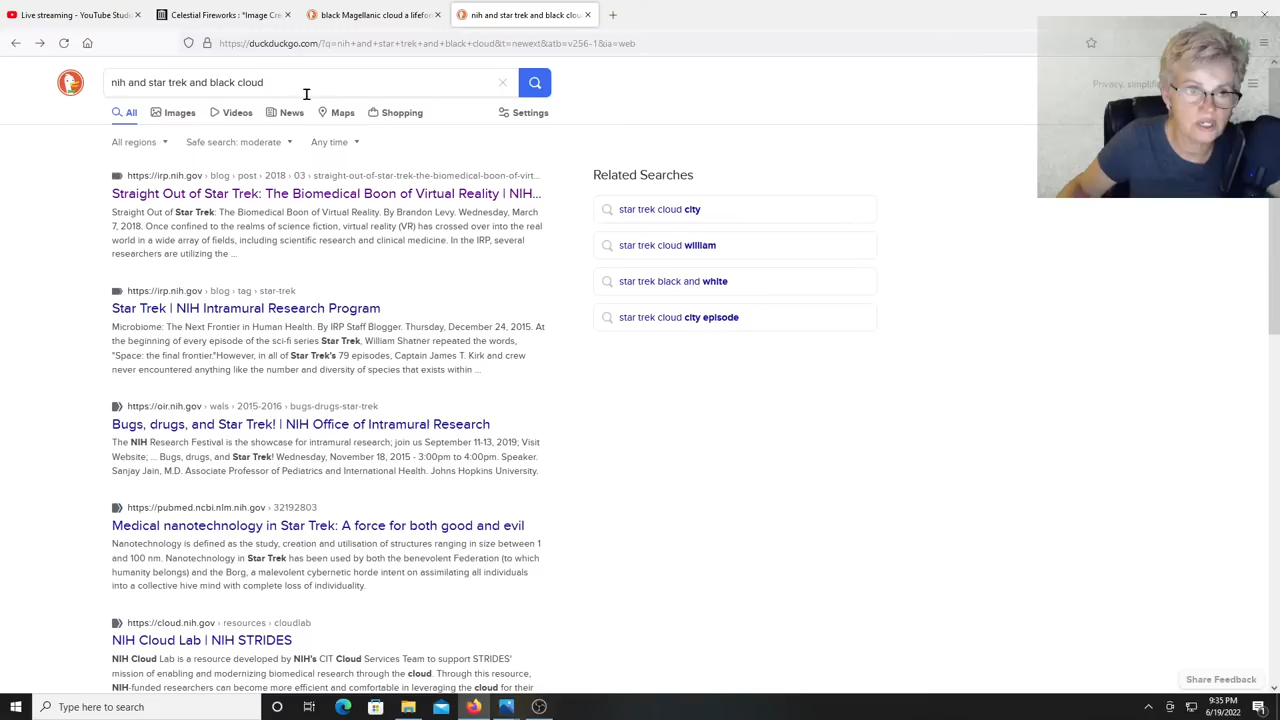 Live streaming - YouTube Stud
Celestial Fireworks : "Image C
black Magellanic cloud a lifefor
nih and star trek and black clou
https://duckduckgo.com/?q=nih+and+star+trek+and+black+cloud&t=newext&atb=v256-1&ia=web
nih and star trek and black cloud
Privacy, simplifi
All Images Videos News Maps Shopping Settings
All regions Safe search: moderate Any time
https://irp.nih.gov › blog › post › 2018 › 03 › straight-out-of-star-trek-the-biomedical-boon-of-virt...
Straight Out of Star Trek: The Biomedical Boon of Virtual Reality | NIH...
Straight Out of Star Trek: The Biomedical Boon of Virtual Reality. By Brandon Levy. Wednesday, March
7, 2018. Once confined to the realms of science fiction, virtual reality (VR) has crossed over into the real
world in a wide array of fields, including scientific research and clinical medicine. In the IRP, several
researchers are utilizing the ...
https://irp.nih.gov › blog › tag › star-trek
Star Trek | NIH Intramural Research Program
Microbiome: The Next Frontier in Human Health. By IRP Staff Blogger. Thursday, December 24, 2015. At
the beginning of every episode of the sci-fi series Star Trek, William Shatner repeated the words,
"Space: the final frontier."However, in all of Star Trek's 79 episodes, Captain James T. Kirk and crew
never encountered anything like the number and diversity of species that exists within ...
https://oir.nih.gov › wals › 2015-2016 › bugs-drugs-star-trek
Bugs, drugs, and Star Trek! | NIH Office of Intramural Research
The NIH Research Festival is the showcase for intramural research; join us September 11-13, 2019; Visit
Website; ... Bugs, drugs, and Star Trek! Wednesday, November 18, 2015 - 3:00pm to 4:00pm. Speaker.
Sanjay Jain, M.D. Associate Professor of Pediatrics and International Health. Johns Hopkins University.
https://pubmed.ncbi.nlm.nih.gov › 32192803
Medical nanotechnology in Star Trek: A force for both good and evil
Nanotechnology is defined as the study, creation and utilisation of structures ranging in size between 1
and 100 nm. Nanotechnology in Star Trek has been used by both the benevolent Federation (to which
humanity belongs) and the Borg, a malevolent cybernetic horde intent on assimilating all individuals
into a collective hive mind with complete loss of individuality.
https://cloud.nih.gov › resources › cloudlab
NIH Cloud Lab | NIH STRIDES
NIH Cloud Lab is a resource developed by NIH's CIT Cloud Services Team to support STRIDES'
mission of enabling and modernizing biomedical research through the cloud. Through this resource,
NIH-funded researchers can become more efficient and comfortable in leveraging the cloud for their
Related Searches
star trek cloud city
star trek cloud william
star trek black and white
star trek cloud city episode
Share Feedback
Type here to search
9:35 PM
6/19/2022